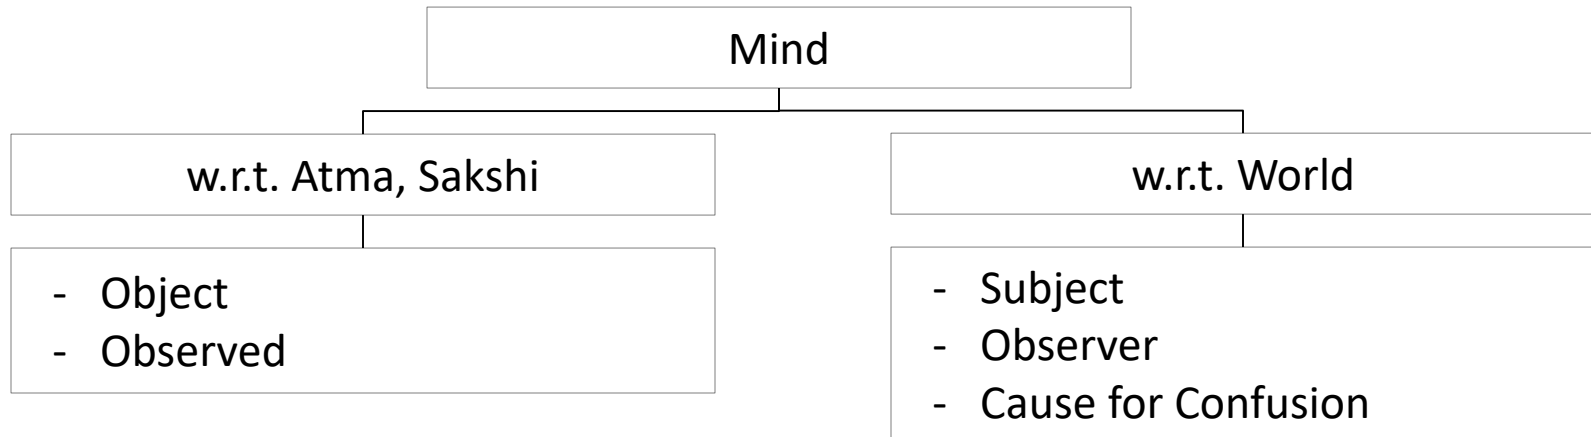 Mind
w.r.t. Atma, Sakshi
w.r.t. World
- Object
- Observed
- Subject
- Observer
- Cause for Confusion